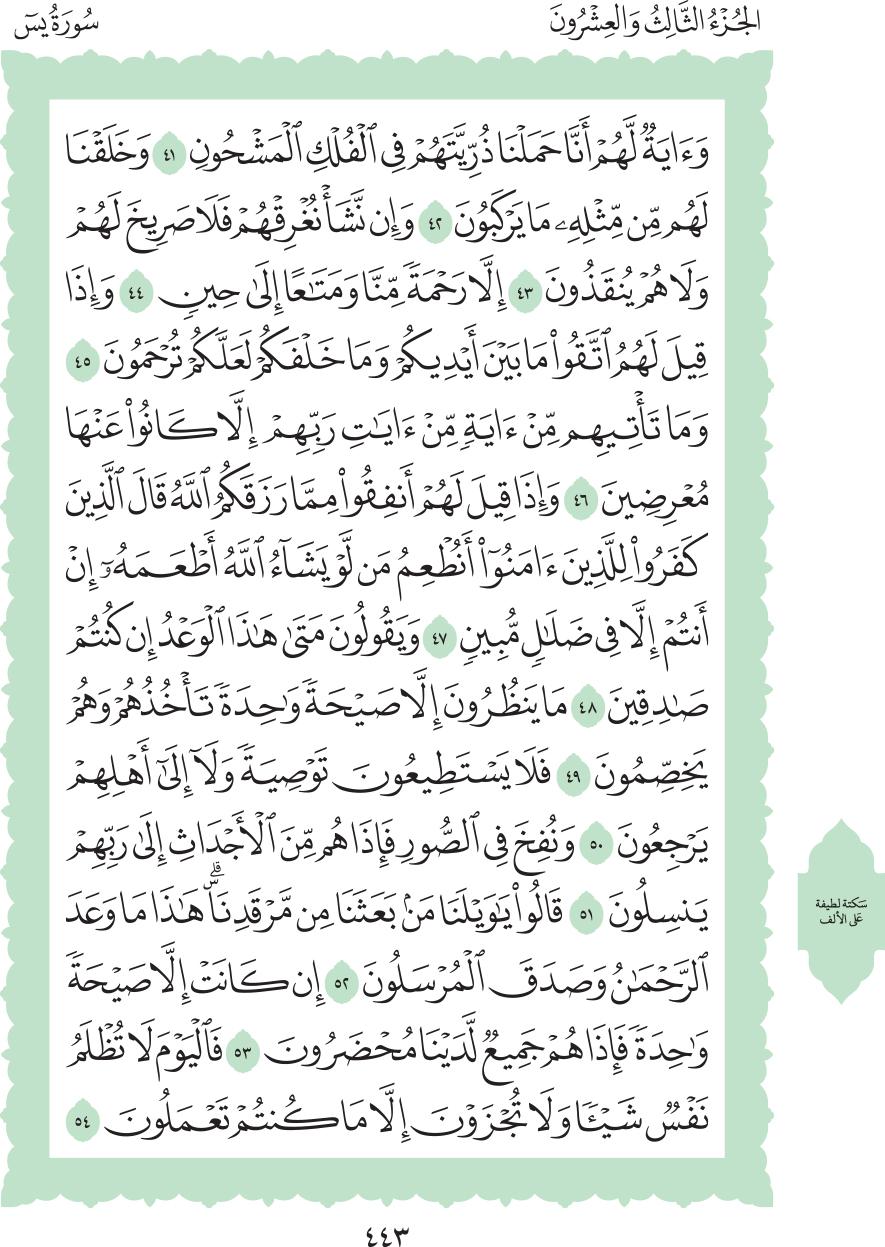 الجُزْءُ الثَّالِثُ وَالعِشْرُونَ
سُورَةُ يسٓ
وَءَايَةٌ لَّهُمْ أَنَّا حَمَلْنَا ذُرِّيَّتَهُمْ فِى ٱلْفُلْكِ ٱلْمَشْحُونِ ٤١ وَخَلَقْنَا
لَهُم مِّن مِّثْلِهِۦ مَا يَرْكَبُونَ ٤٢ وَإِن نَّشَأْ نُغْرِقْهُمْ فَلَا صَرِيخَ لَهُمْ
وَلَا هُمْ يُنقَذُونَ ٤٣ إِلَّا رَحْمَةً مِّنَّا وَمَتَـٰعًا إِلَىٰ حِينٍ ٤٤ وَإِذَا
قِيلَ لَهُمُ ٱتَّقُوا۟ مَا بَيْنَ أَيْدِيكُمْ وَمَا خَلْفَكُمْ لَعَلَّكُمْ تُرْحَمُونَ ٤٥
وَمَا تَأْتِيهِم مِّنْ ءَايَةٍ مِّنْ ءَايَـٰتِ رَبِّهِمْ إِلَّا كَانُوا۟ عَنْهَا
مُعْرِضِينَ ٤٦ وَإِذَا قِيلَ لَهُمْ أَنفِقُوا۟ مِمَّا رَزَقَكُمُ ٱللَّهُ قَالَ ٱلَّذِينَ
كَفَرُوا۟ لِلَّذِينَ ءَامَنُوٓا۟ أَنُطْعِمُ مَن لَّوْ يَشَآءُ ٱللَّهُ أَطْعَمَهُۥٓ إِنْ
أَنتُمْ إِلَّا فِى ضَلَـٰلٍ مُّبِينٍ ٤٧ وَيَقُولُونَ مَتَىٰ هَـٰذَا ٱلْوَعْدُ إِن كُنتُمْ
صَـٰدِقِينَ ٤٨ مَا يَنظُرُونَ إِلَّا صَيْحَةً وَٰحِدَةً تَأْخُذُهُمْ وَهُمْ
يَخِصِّمُونَ ٤٩ فَلَا يَسْتَطِيعُونَ تَوْصِيَةً وَلَآ إِلَىٰٓ أَهْلِهِمْ
يَرْجِعُونَ ٥٠ وَنُفِخَ فِى ٱلصُّورِ فَإِذَا هُم مِّنَ ٱلْأَجْدَاثِ إِلَىٰ رَبِّهِمْ
يَنسِلُونَ ٥١ قَالُوا۟ يَـٰوَيْلَنَا مَنۢ بَعَثَنَا مِن مَّرْقَدِنَاۜ ۗ هَـٰذَا مَا وَعَدَ
ٱلرَّحْمَـٰنُ وَصَدَقَ ٱلْمُرْسَلُونَ ٥٢ إِن كَانَتْ إِلَّا صَيْحَةً
وَٰحِدَةً فَإِذَا هُمْ جَمِيعٌ لَّدَيْنَا مُحْضَرُونَ ٥٣ فَٱلْيَوْمَ لَا تُظْلَمُ
نَفْسٌ شَيْـًٔا وَلَا تُجْزَوْنَ إِلَّا مَا كُنتُمْ تَعْمَلُونَ ٥٤
سَكتة لطيفة
عَلى الألف
٤٤٣